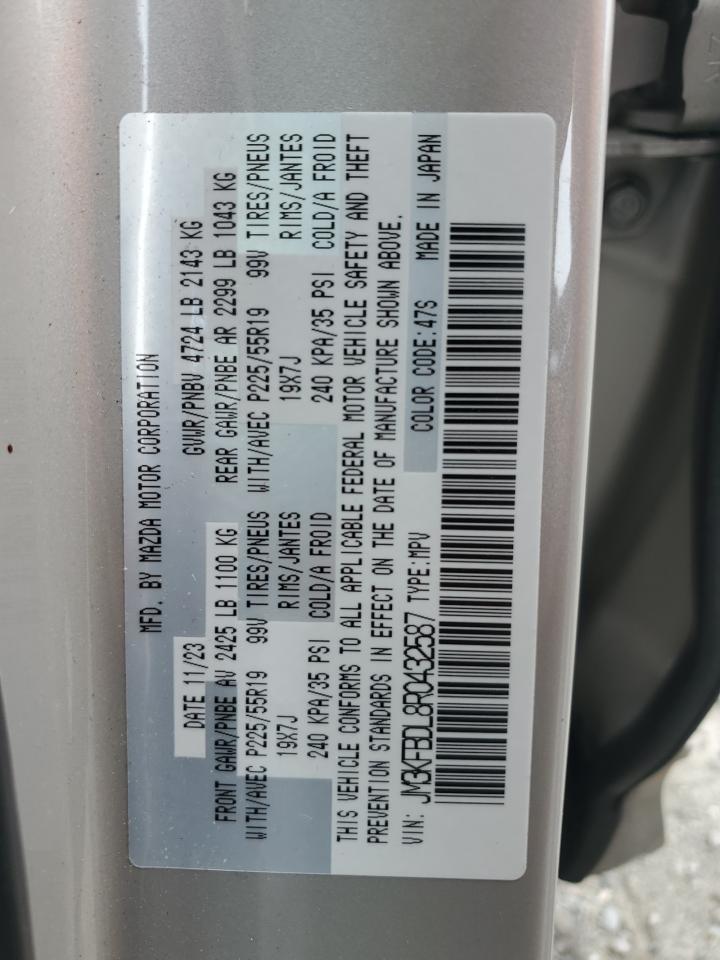 MFD. BY MAZDA MOTOR CORPORATION
DATE 11/23 GVWR/PNBV 4724 LB 2143 KG
FRONT GAWR/PNBE AV 2425 LB 1100 KG REAR GAWR/PNBE AR 2299 LB 1043 KG
WITH/AVEC P225/55R19 99V TIRES/PNEUS WITH/AVEC P225/55R19 99V TIRES/PNEUS
19X7J RIMS/JANTES 19X7J RIMS/JANTES
240 KPA/35 PSI COLD/A FROID 240 KPA/35 PSI COLD/A FROID
THIS VEHICLE CONFORMS TO ALL APPLICABLE FEDERAL MOTOR VEHICLE SAFETY AND THEFT
PREVENTION STANDARDS IN EFFECT ON THE DATE OF MANUFACTURE SHOWN ABOVE.
VIN: JM3KFBDL8R0432587 TYPE:MPV COLOR CODE:47S MADE IN JAPAN